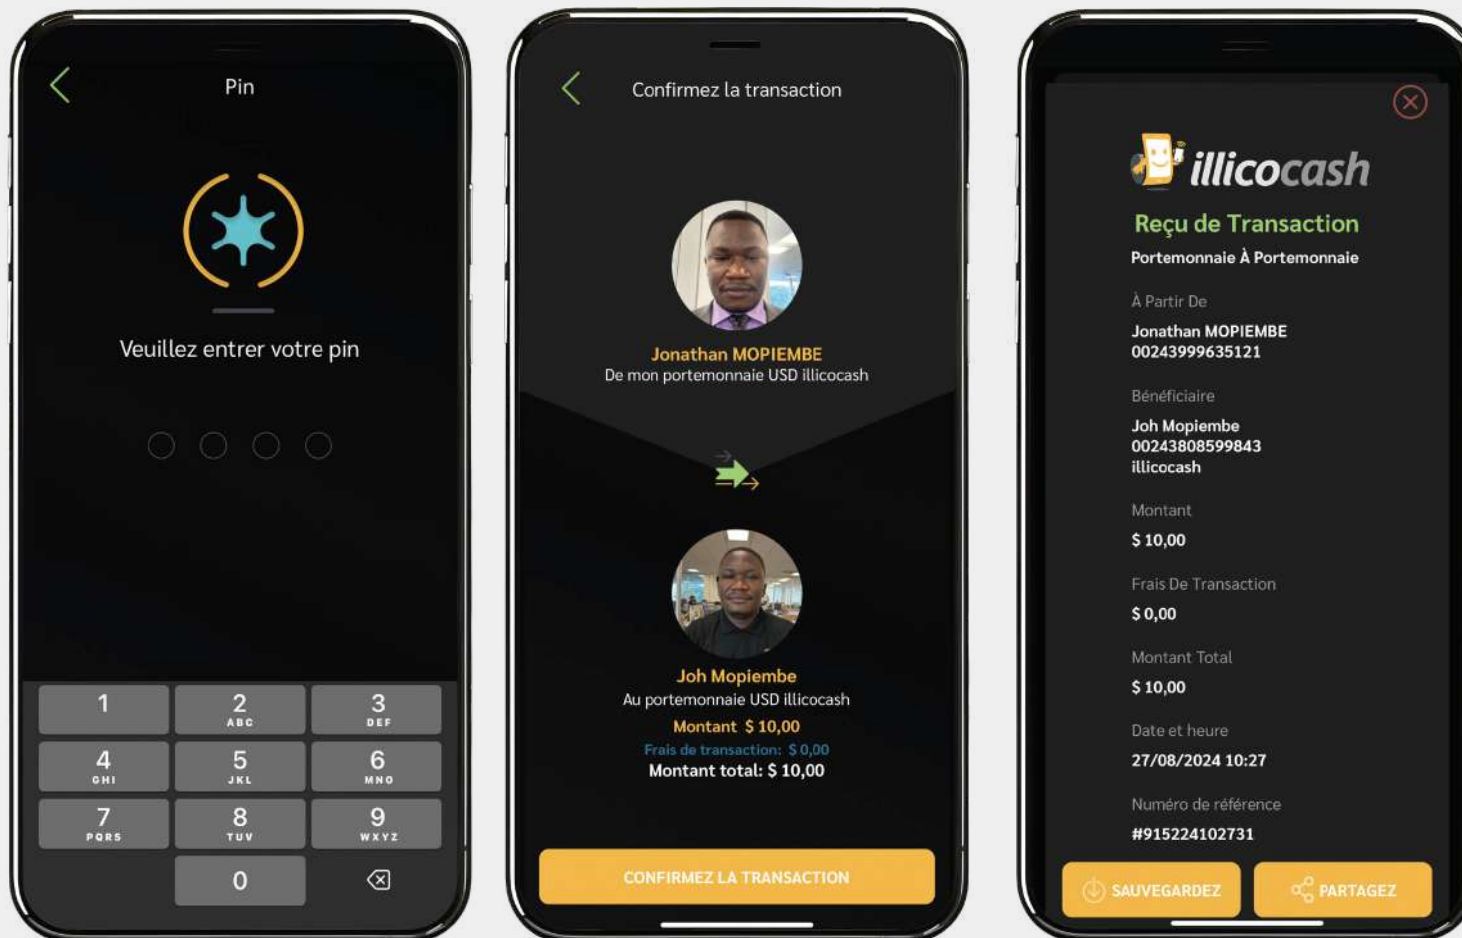 Pin
Veuillez entrer votre pin
1
2
ABC
3
DEF
4
GHI
5
JKL
6
MNO
7
PQRS
8
TUV
9
WXYZ
0
Confirmez la transaction
Jonathan MOPIEMBE
De mon portemonnaie USD illicocash
Joh Mopiembe
Au portemonnaie USD illicocash
Montant $ 10,00
Frais de transaction: $ 0,00
Montant total: $ 10,00
CONFIRMEZ LA TRANSACTION
illicocash
Reçu de Transaction
Portemonnaie À Portemonnaie
À Partir De
Jonathan MOPIEMBE
00243999635121
Bénéficiaire
Joh Mopiembe
00243808599843
illicocash
Montant
$ 10,00
Frais De Transaction
$ 0,00
Montant Total
$ 10,00
Date et heure
27/08/2024 10:27
Numéro de référence
#915224102731
SAUVEGARDEZ
PARTAGEZ